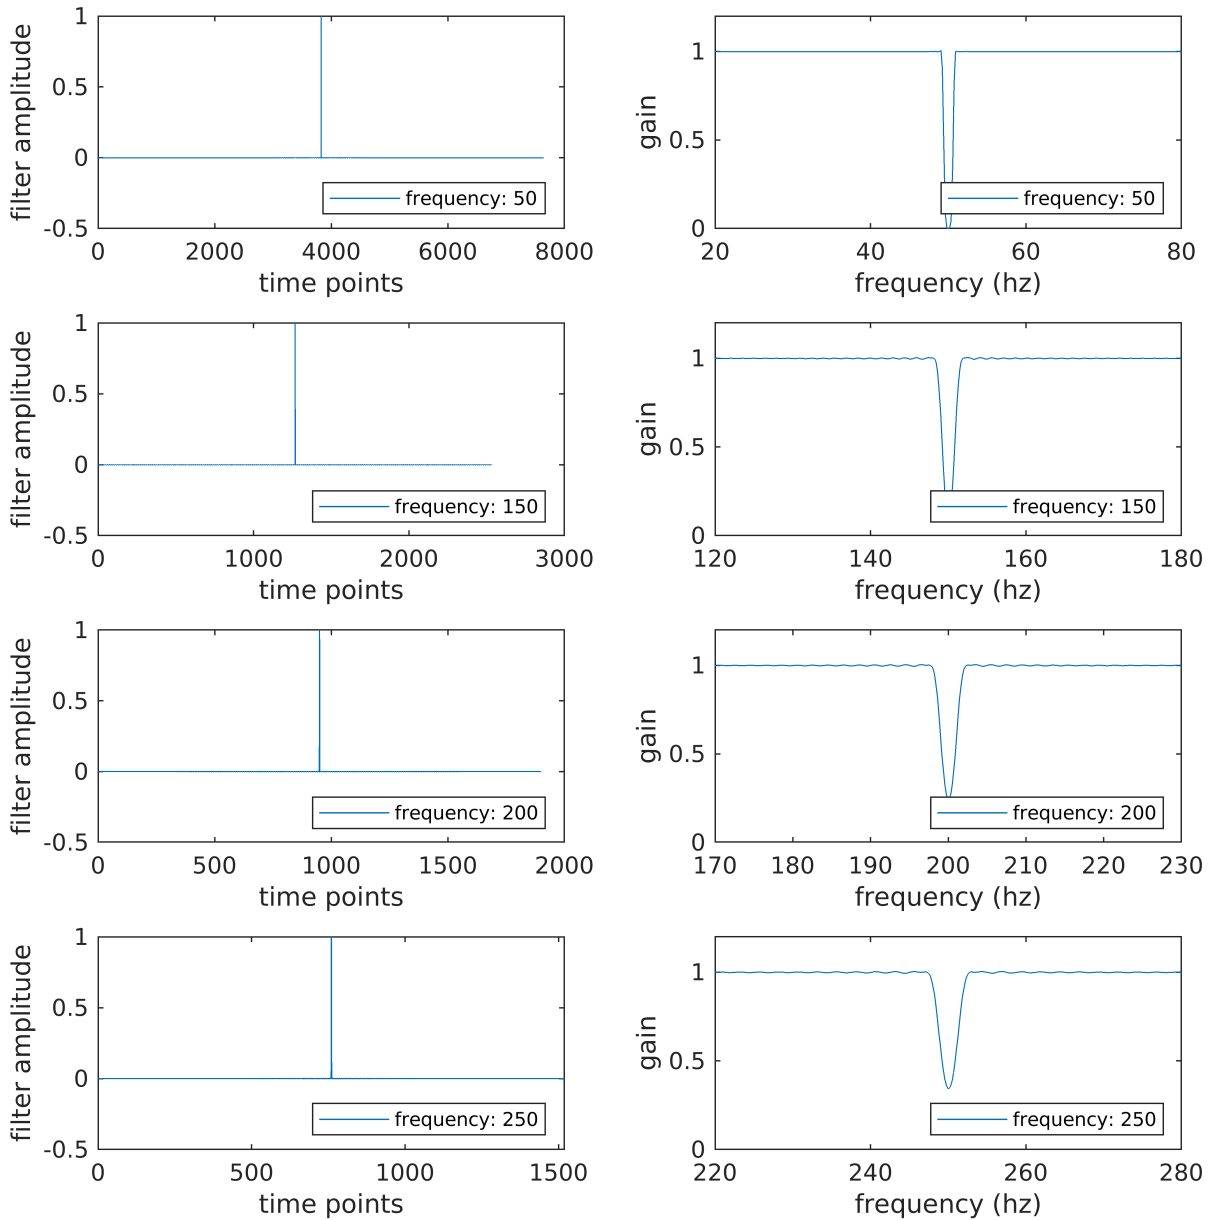 filter amplitude
1
0.5
0
-0.5
0 2000 4000 6000 8000
time points
frequency: 50
gain
1
0.5
0
20 40 60 80
frequency (hz)
frequency: 50
filter amplitude
1
0.5
0
-0.5
0 1000 2000 3000
time points
frequency: 150
gain
1
0.5
0
120 140 160 180
frequency (hz)
frequency: 150
filter amplitude
1
0.5
0
-0.5
0 500 1000 1500 2000
time points
frequency: 200
gain
1
0.5
0
170 180 190 200 210 220 230
frequency (hz)
frequency: 200
filter amplitude
1
0.5
0
-0.5
0 500 1000 1500
time points
frequency: 250
gain
1
0.5
0
220 240 260 280
frequency (hz)
frequency: 250